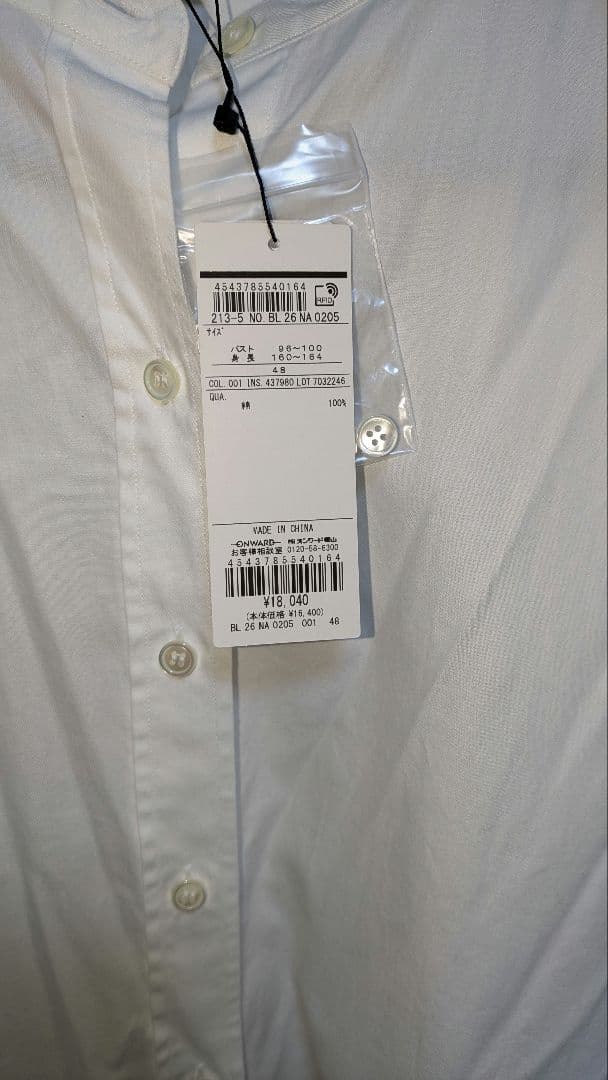 4543785540164
RFID
213-5 NO. BL 26 NA 0205
サイズ
バスト 96~100
身長 160~164
48
COL. 001 INS. 437980 LOT 7032246
QUA.
綿 100%
MADE IN CHINA
ONWARD ㈱オンワード樫山
お客様相談室 0120-58-6300
4543785540164
¥18,040
(本体価格 ¥16,400)
BL 26 NA 0205 001 48